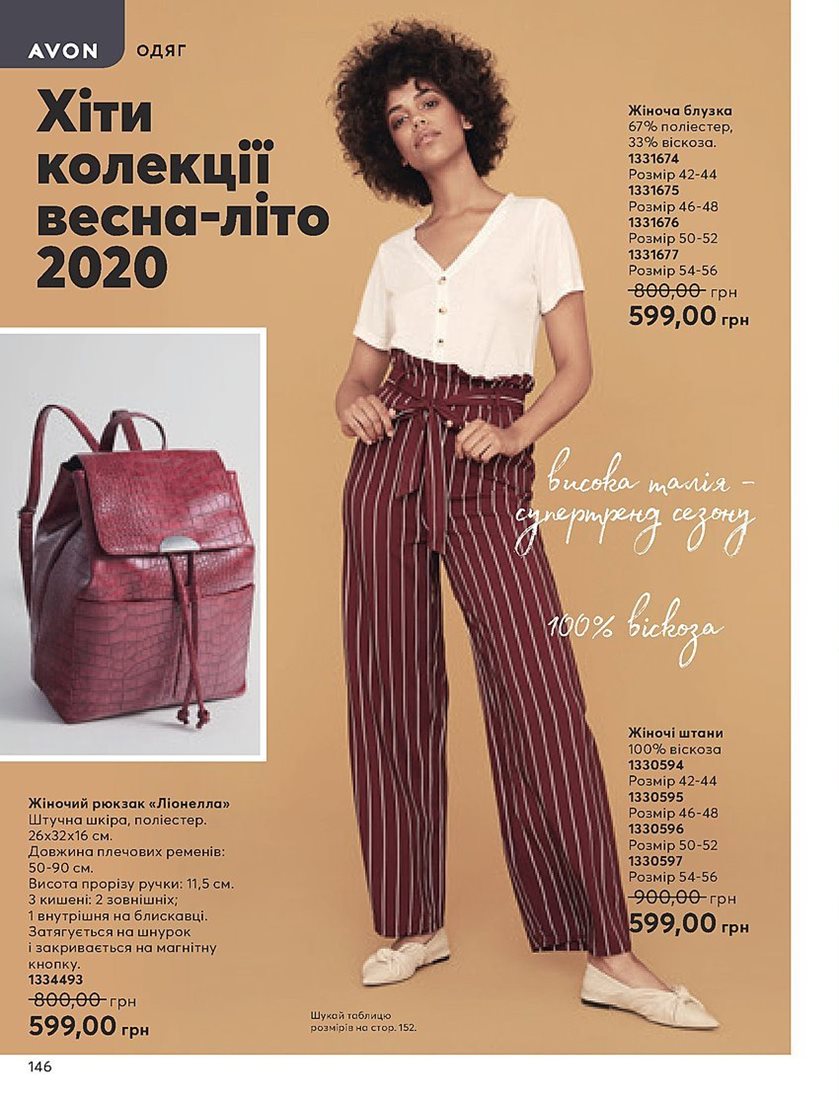 AVON
ОДЯГ
Хіти
колекції
весна-літо
2020
Жіноча блузка
67% поліестер,
33% віскоза.
1331674
Розмір 42-44
1331675
Розмір 46-48
1331676
Розмір 50-52
1331677
Розмір 54-56
800,00 грн
599,00 грн
висока талія –
супертренд сезону
100% віскоза
Жіночі штани
100% віскоза
1330594
Розмір 42-44
1330595
Розмір 46-48
1330596
Розмір 50-52
1330597
Розмір 54-56
900,00 грн
599,00 грн
Жіночий рюкзак «Ліонелла»
Штучна шкіра, поліестер.
26х32х16 см.
Довжина плечових ременів:
50-90 см.
Висота прорізу ручки: 11,5 см.
3 кишені: 2 зовнішніх;
1 внутрішня на блискавці.
Затягується на шнурок
і закривається на магнітну
кнопку.
1334493
800,00 грн
599,00 грн
Шукай таблицю
розмірів на стор. 152.
146